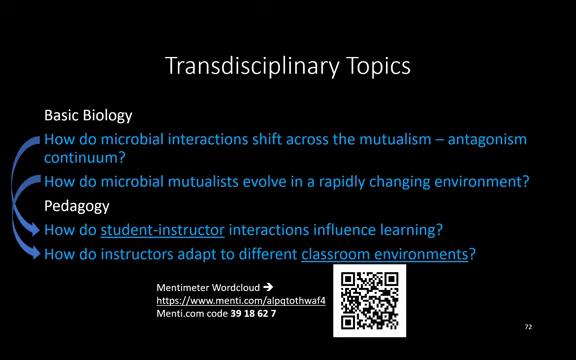 Transdisciplinary Topics
Basic Biology
How do microbial interactions shift across the mutualism – antagonism
continuum?
How do microbial mutualists evolve in a rapidly changing environment?
Pedagogy
How do student-instructor interactions influence learning?
How do instructors adapt to different classroom environments?
Mentimeter Wordcloud →
https://www.menti.com/alpqtothwaf4
Menti.com code 39 18 62 7
72